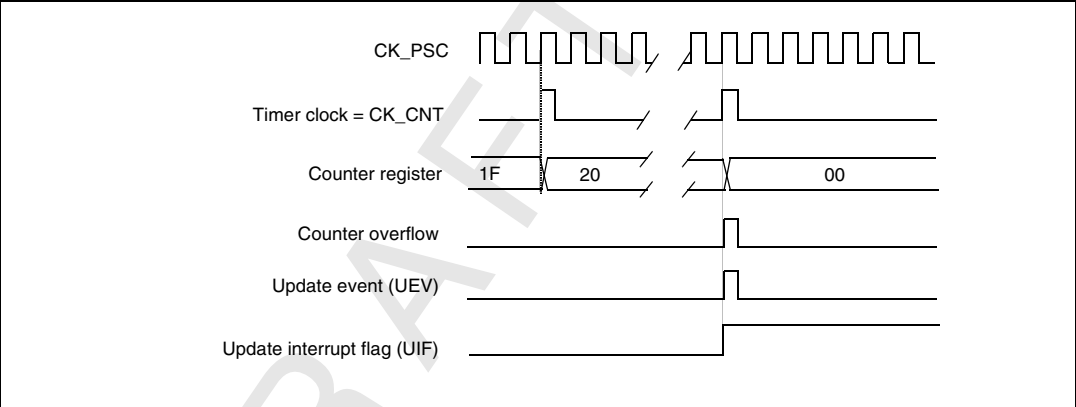 CK_PSC
Timer clock = CK_CNT
Counter register 1F 20 00
Counter overflow
Update event (UEV)
Update interrupt flag (UIF)